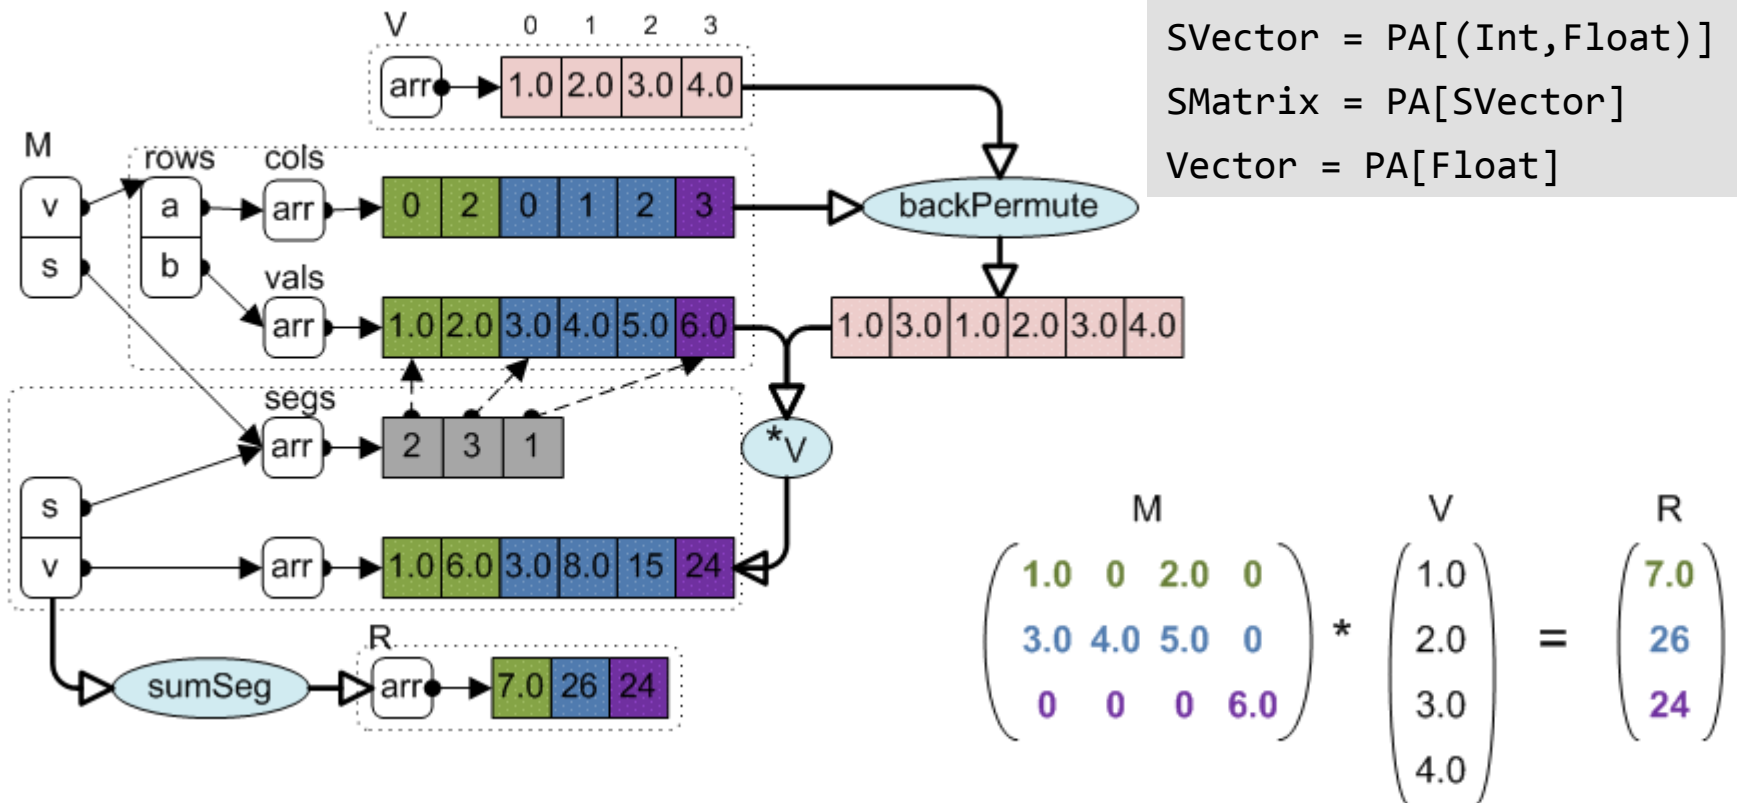 V 0 1 2 3
arr 1.0 2.0 3.0 4.0
SVector = PA[(Int,Float)]
SMatrix = PA[SVector]
Vector = PA[Float]
M
rows cols
v a arr 0 2 0 1 2 3 backPermute
s b vals
arr 1.0 2.0 3.0 4.0 5.0 6.0 1.0 3.0 1.0 2.0 3.0 4.0
segs
arr 2 3 1 *V
s
v arr 1.0 6.0 3.0 8.0 15 24
R
sumSeg arr 7.0 26 24
M V R
1.0 0 2.0 0 1.0 7.0
3.0 4.0 5.0 0 * 2.0 = 26
0 0 0 6.0 3.0 24
4.0